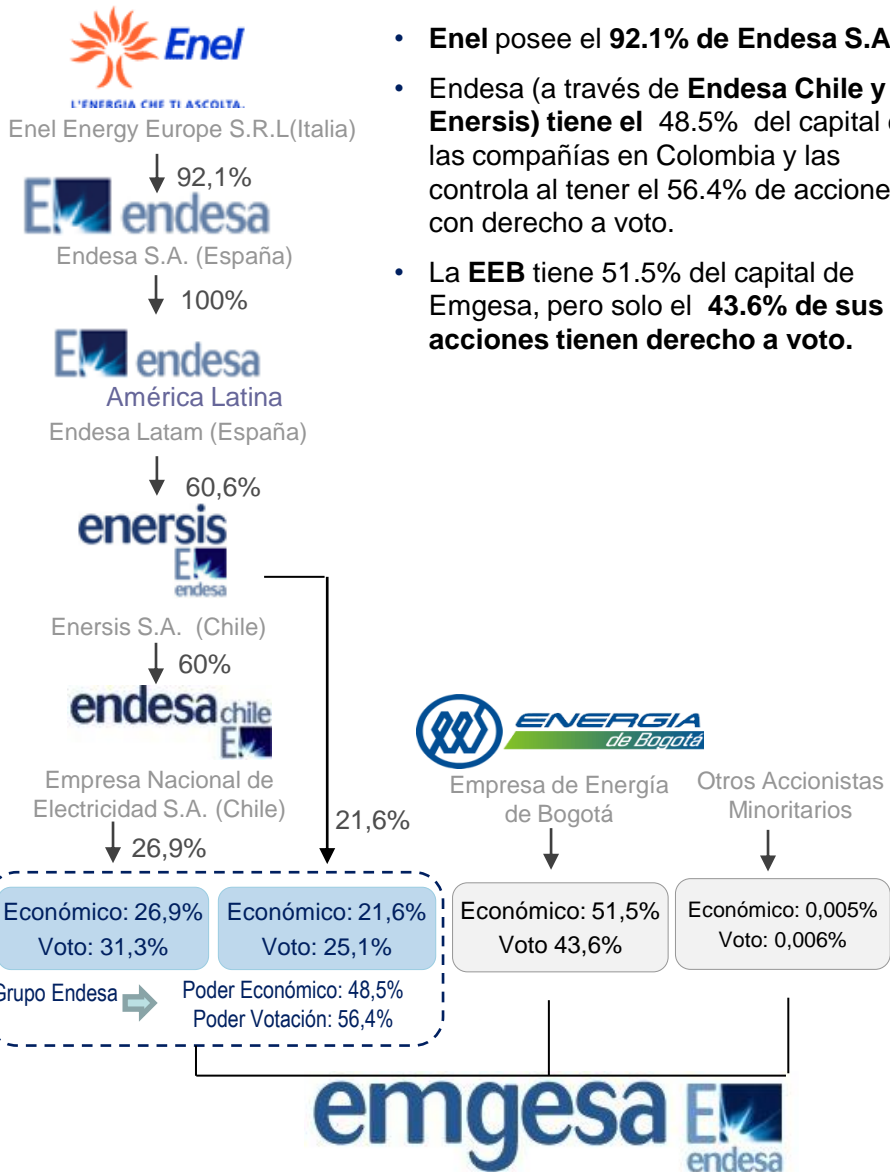 Enel
L'ENERGIA CHE TI ASCOLTA.
Enel Energy Europe S.R.L(Italia)
92,1%
endesa
Endesa S.A. (España)
100%
endesa
América Latina
Endesa Latam (España)
60,6%
enersis
endesa
Enersis S.A. (Chile)
60%
endesa chile
Empresa Nacional de
Electricidad S.A. (Chile)
26,9%
21,6%
• Enel posee el 92.1% de Endesa S.A
• Endesa (a través de Endesa Chile y
Enersis) tiene el 48.5% del capital
las compañías en Colombia y las
controla al tener el 56.4% de accione
con derecho a voto.
• La EEB tiene 51.5% del capital de
Emgesa, pero solo el 43.6% de sus
acciones tienen derecho a voto.
ENERGIA
de Bogotá
Empresa de Energía
de Bogotá
Otros Accionistas
Minoritarios
Económico: 26,9%
Voto: 31,3%
Económico: 21,6%
Voto: 25,1%
Económico: 51,5%
Voto 43,6%
Económico: 0,005%
Voto: 0,006%
Grupo Endesa
Poder Económico: 48,5%
Poder Votación: 56,4%
emgesa
endesa